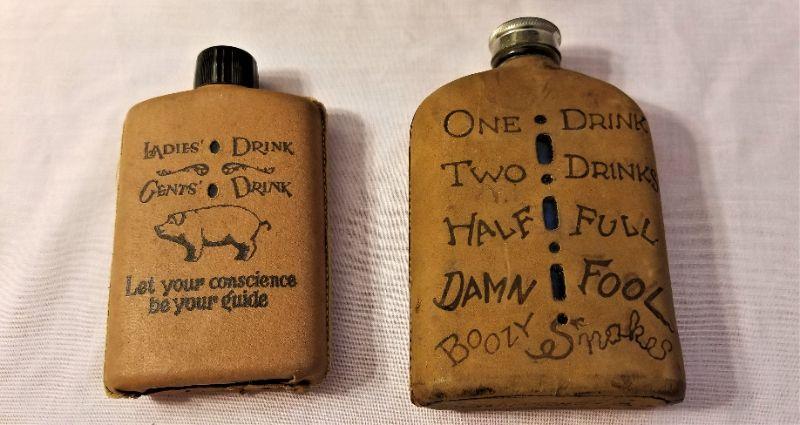 LADIES' DRINK
GENTS' DRINK
Let your conscience
be your guide
ONE DRINK
TWO DRINKS
HALF FULL
DAMN FOOL
BOOZY Snakes